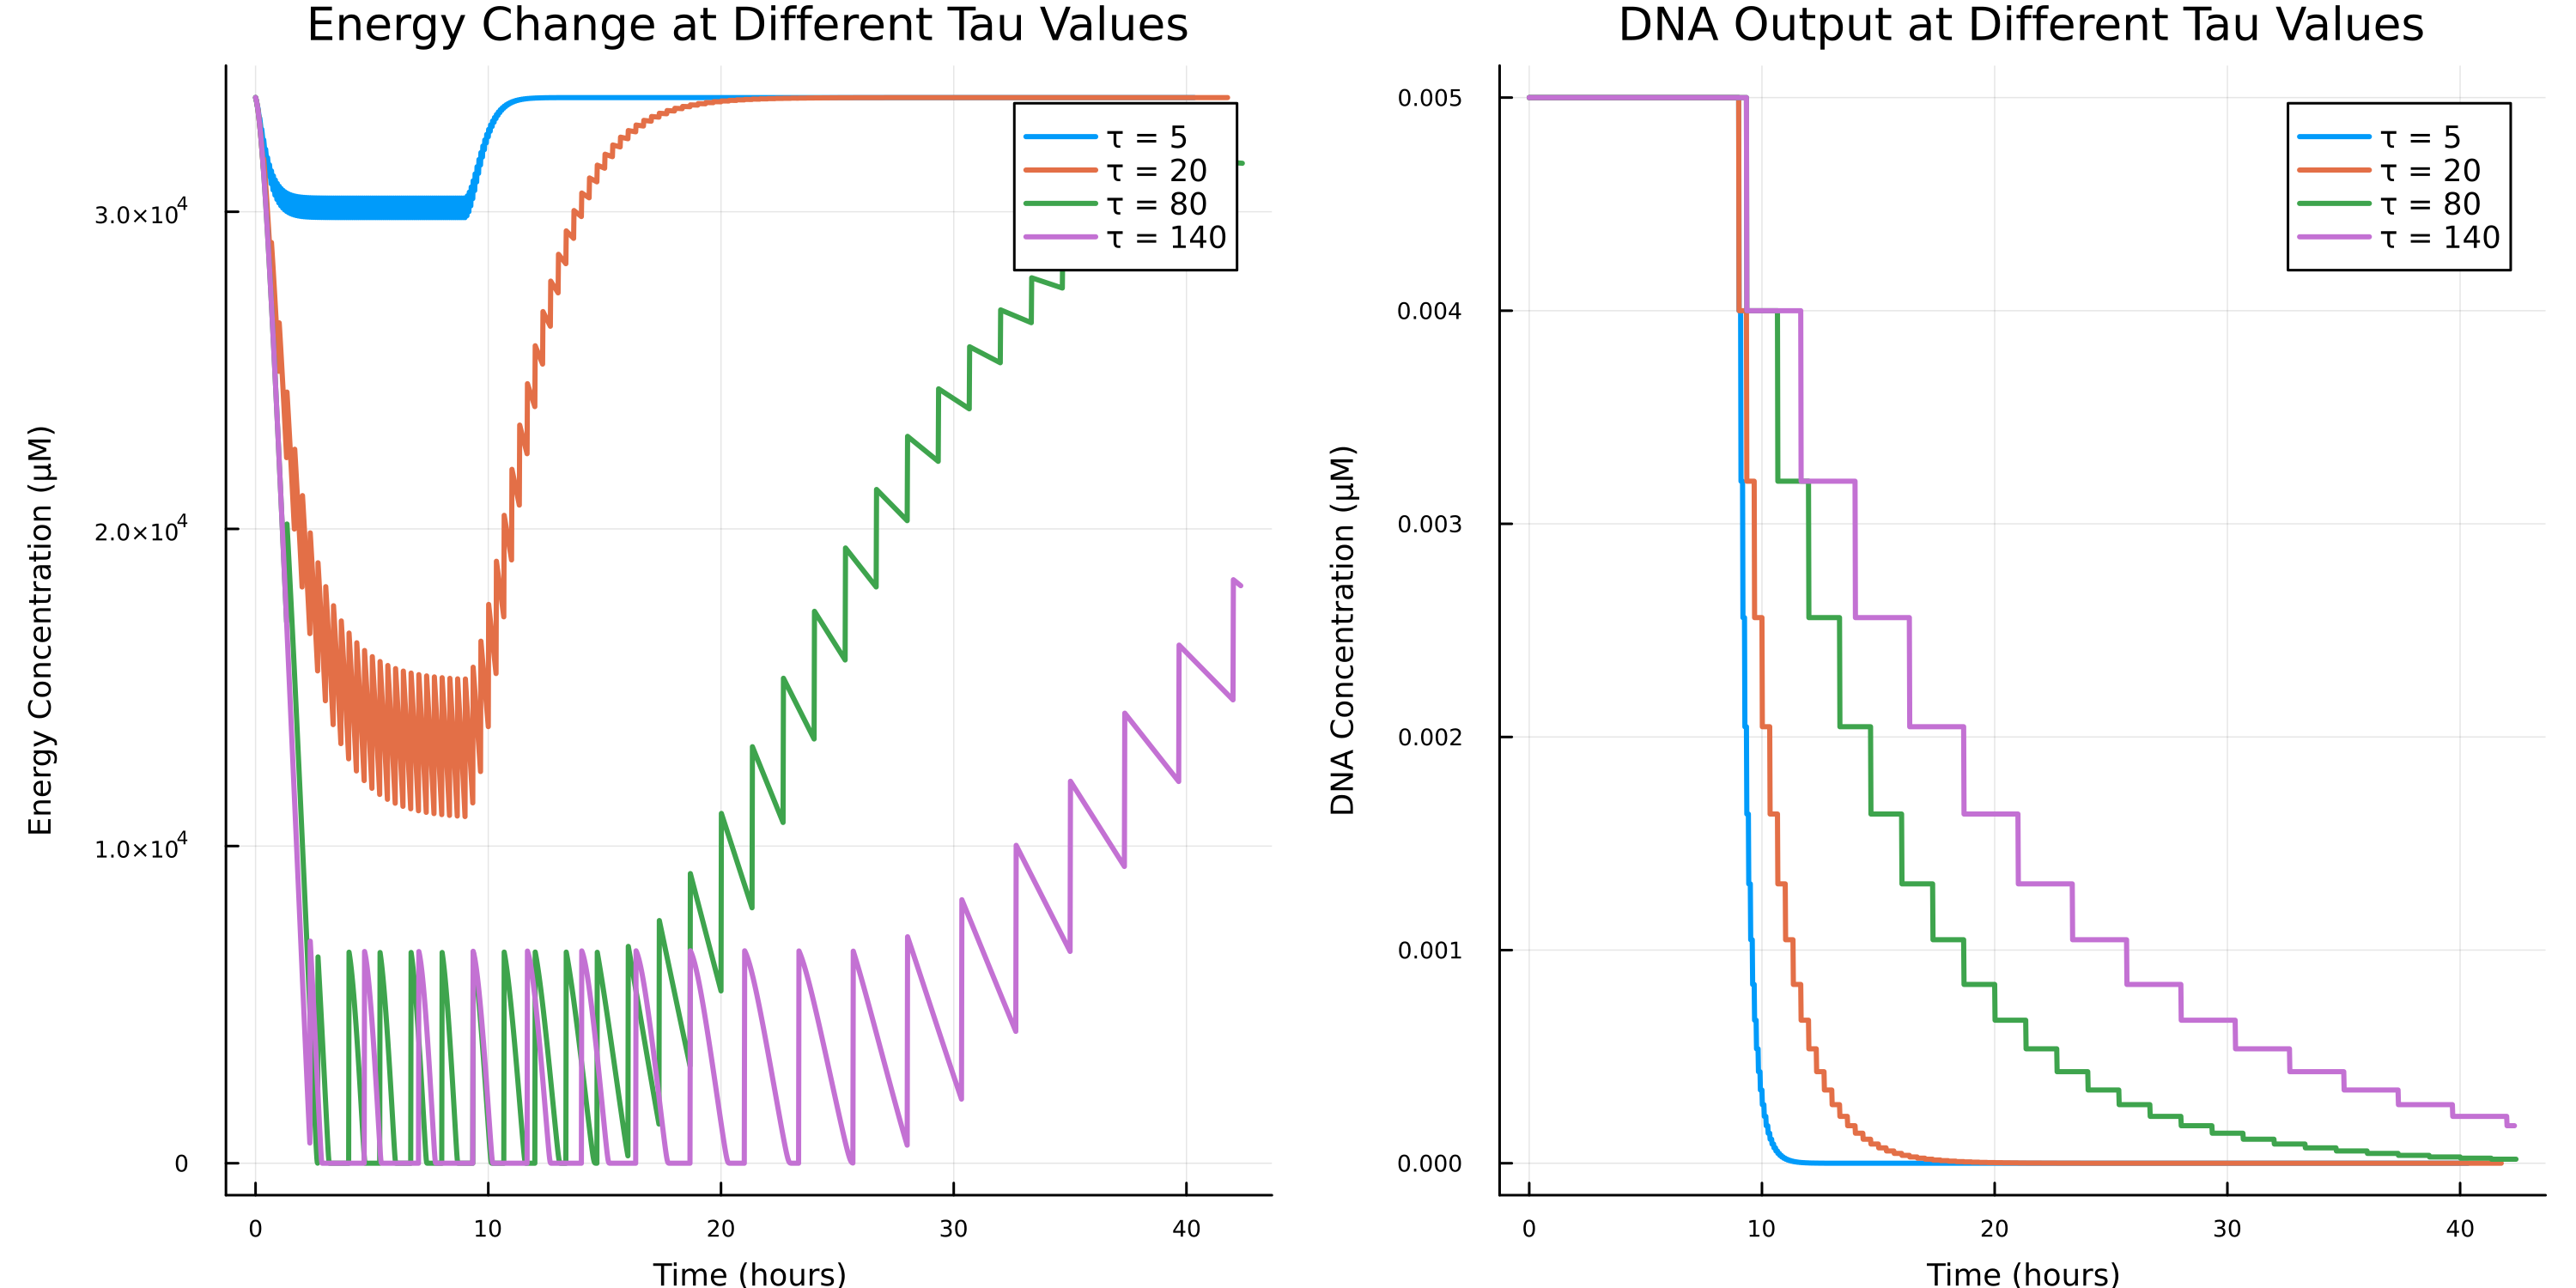 Energy Change at Different Tau Values
Energy Concentration (μM)
3.0×10⁴
2.0×10⁴
1.0×10⁴
0
0 10 20 30 40
Time (hours)
τ = 5
τ = 20
τ = 80
τ = 140
DNA Output at Different Tau Values
DNA Concentration (μM)
0.005
0.004
0.003
0.002
0.001
0.000
0 10 20 30 40
Time (hours)
τ = 5
τ = 20
τ = 80
τ = 140